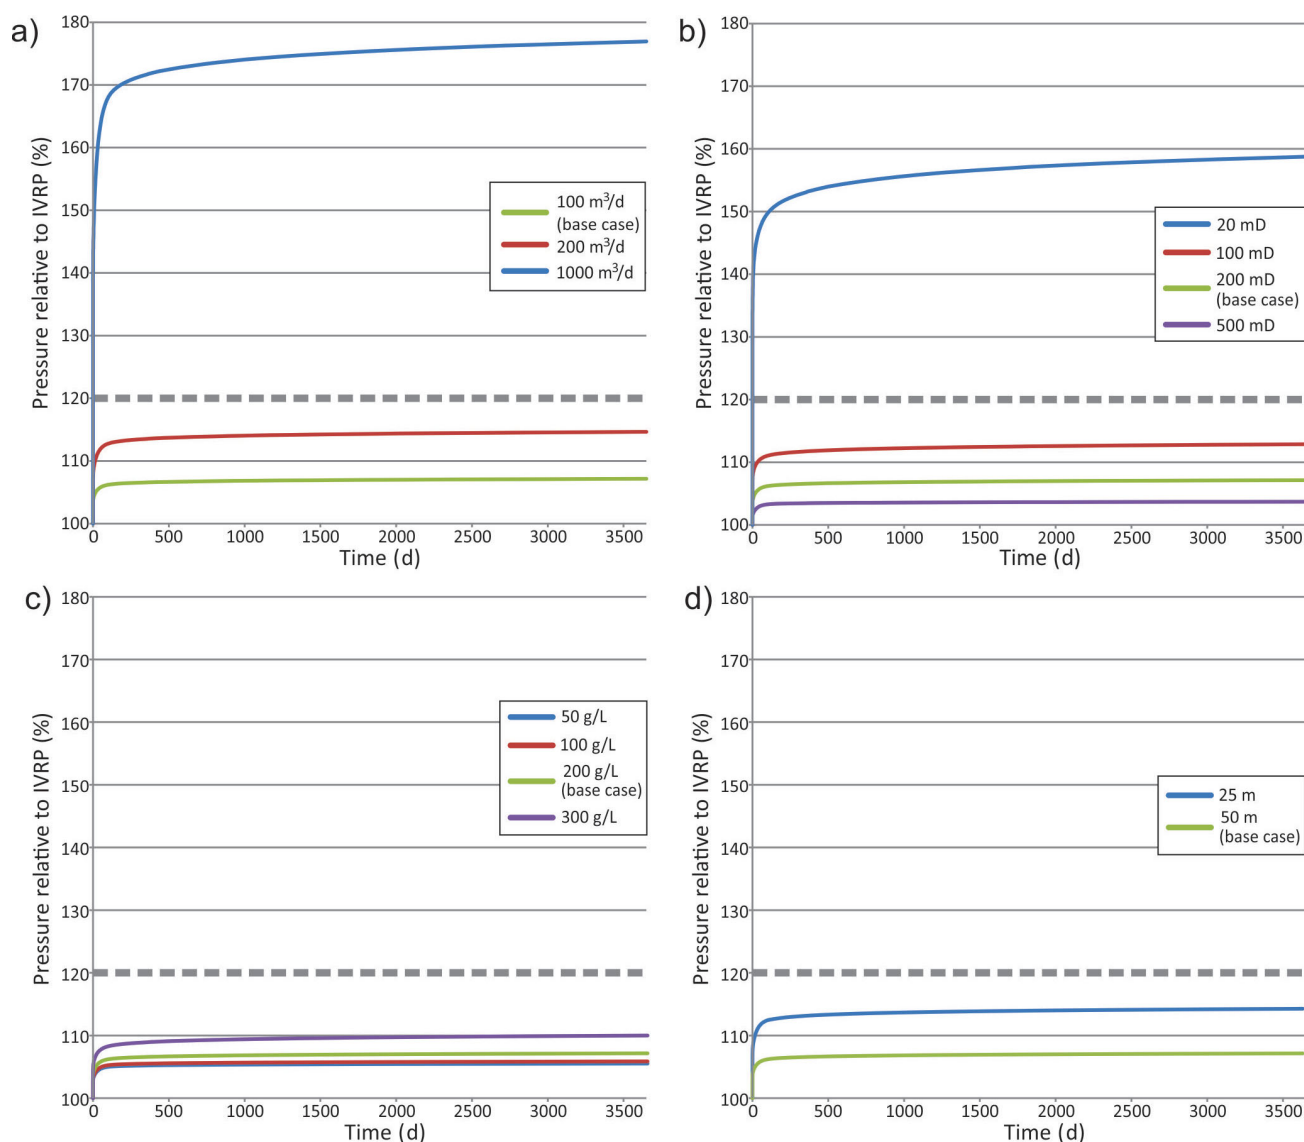 a)
Pressure relative to IVRP (%)
180
170
160
150
140
130
120
110
100
100 m³/d
(base case)
200 m³/d
1000 m³/d
0 500 1000 1500 2000 2500 3000 3500
Time (d)
b)
Pressure relative to IVRP (%)
180
170
160
150
140
130
120
110
100
20 mD
100 mD
200 mD
(base case)
500 mD
0 500 1000 1500 2000 2500 3000 3500
Time (d)
c)
Pressure relative to IVRP (%)
180
170
160
150
140
130
120
110
100
50 g/L
100 g/L
200 g/L
(base case)
300 g/L
0 500 1000 1500 2000 2500 3000 3500
Time (d)
d)
Pressure relative to IVRP (%)
180
170
160
150
140
130
120
110
100
25 m
50 m
(base case)
0 500 1000 1500 2000 2500 3000 3500
Time (d)